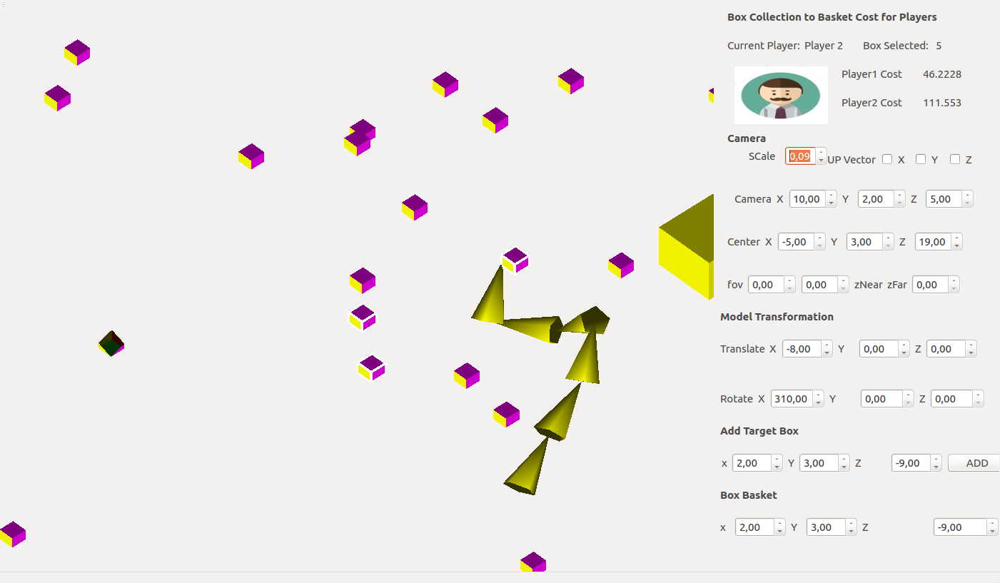 Box Collection to Basket Cost for Players
Current Player: Player 2 Box Selected: 5
Player1 Cost 46.2228
Player2 Cost 111.553
Camera
SCale 0,09 UP Vector X Y Z
Camera X 10,00 Y 2,00 Z 5,00
Center X -5,00 Y 3,00 Z 19,00
fov 0,00 0,00 zNear zFar 0,00
Model Transformation
Translate X -8,00 Y 0,00 Z 0,00
Rotate X 310,00 Y 0,00 Z 0,00
Add Target Box
x 2,00 Y 3,00 Z -9,00 ADD
Box Basket
x 2,00 Y 3,00 Z -9,00